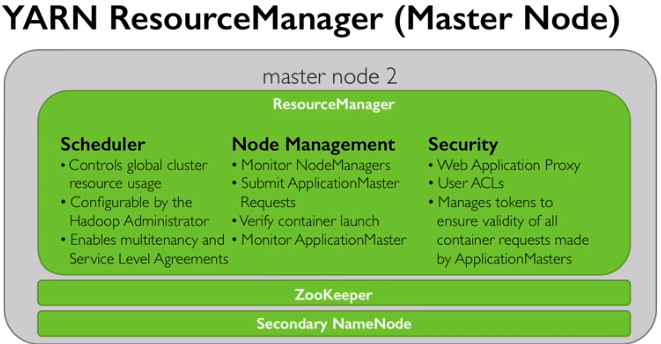 YARN ResourceManager (Master Node)
master node 2
ResourceManager
Scheduler
• Controls global cluster
resource usage
• Configurable by the
Hadoop Administrator
• Enables multitenancy and
Service Level Agreements
Node Management
• Monitor NodeManagers
• Submit ApplicationMaster
Requests
• Verify container launch
• Monitor ApplicationMaster
Security
• Web Application Proxy
• User ACLs
• Manages tokens to
ensure validity of all
container requests made
by ApplicationMasters
ZooKeeper
Secondary NameNode